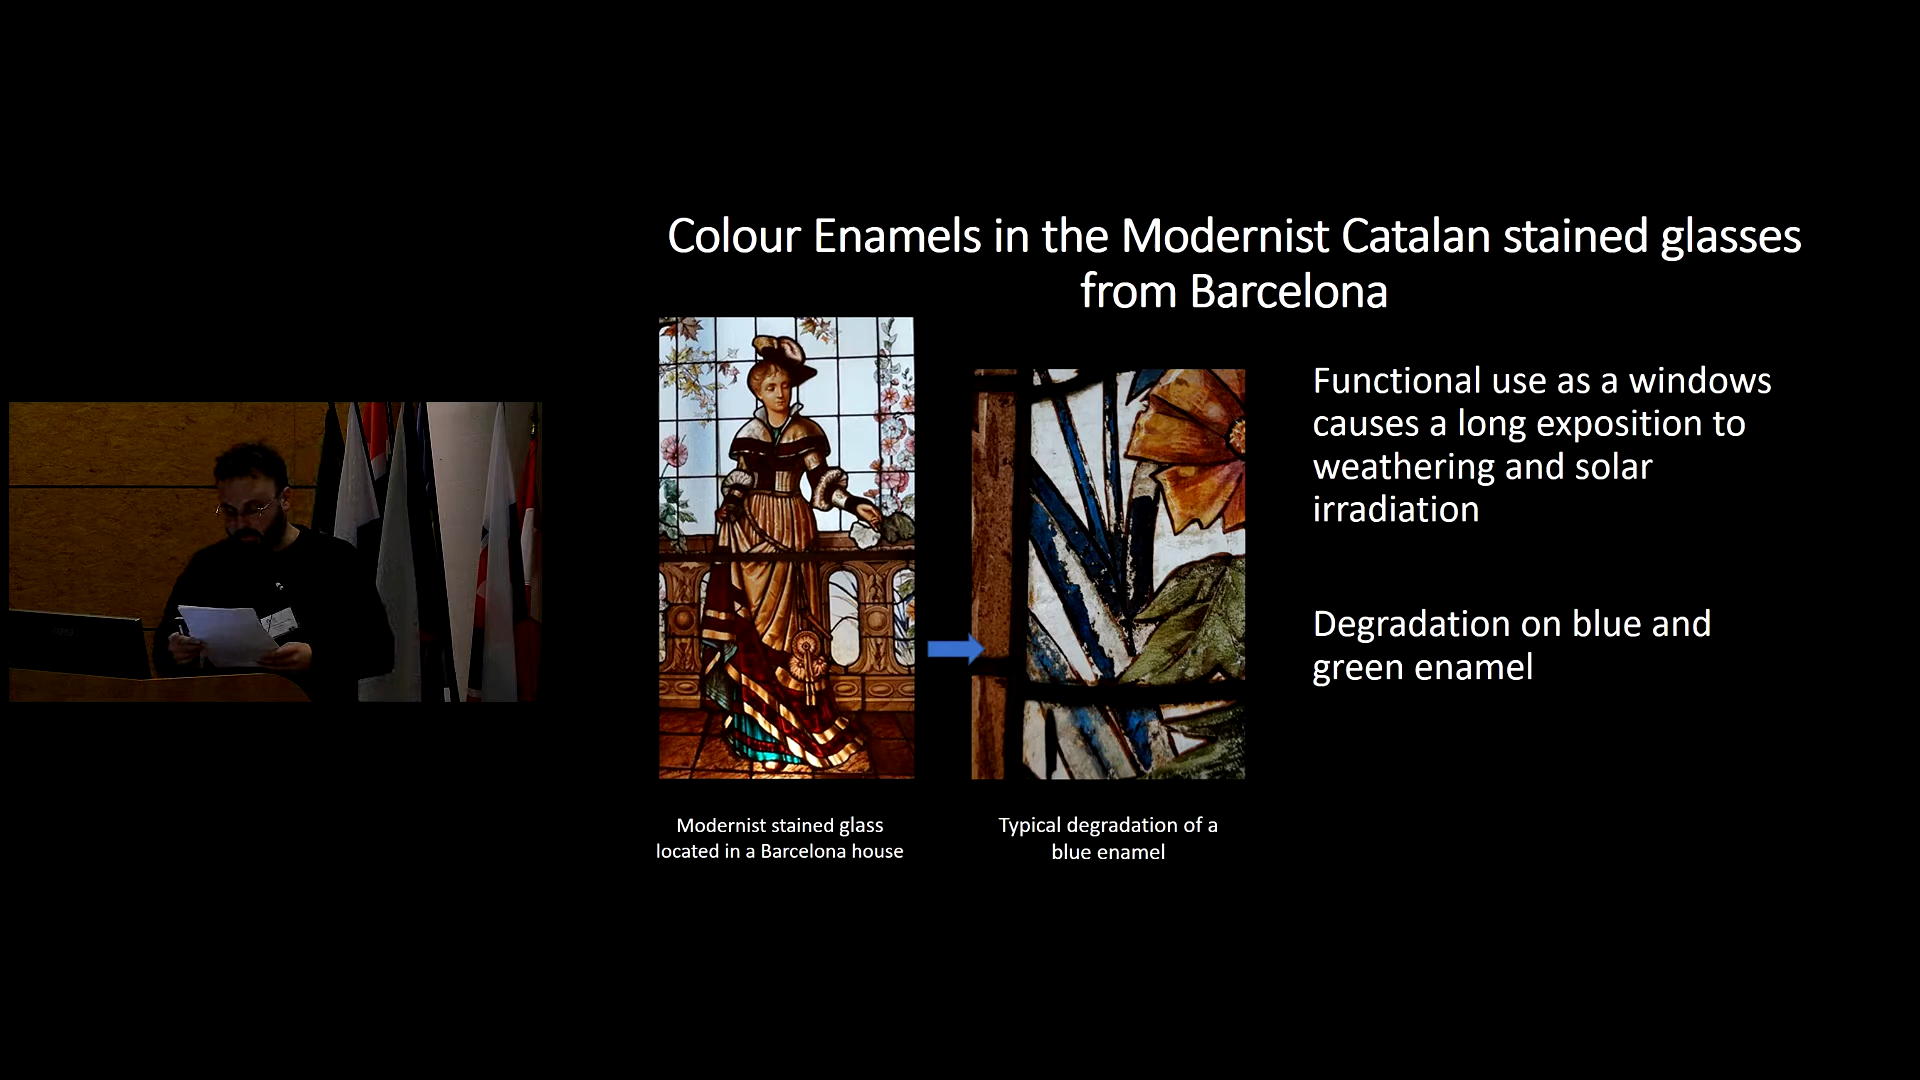 Colour Enamels in the Modernist Catalan stained glasses
from Barcelona
Functional use as a windows
causes a long exposition to
weathering and solar
irradiation
Degradation on blue and
green enamel
Modernist stained glass
located in a Barcelona house
Typical degradation of a
blue enamel